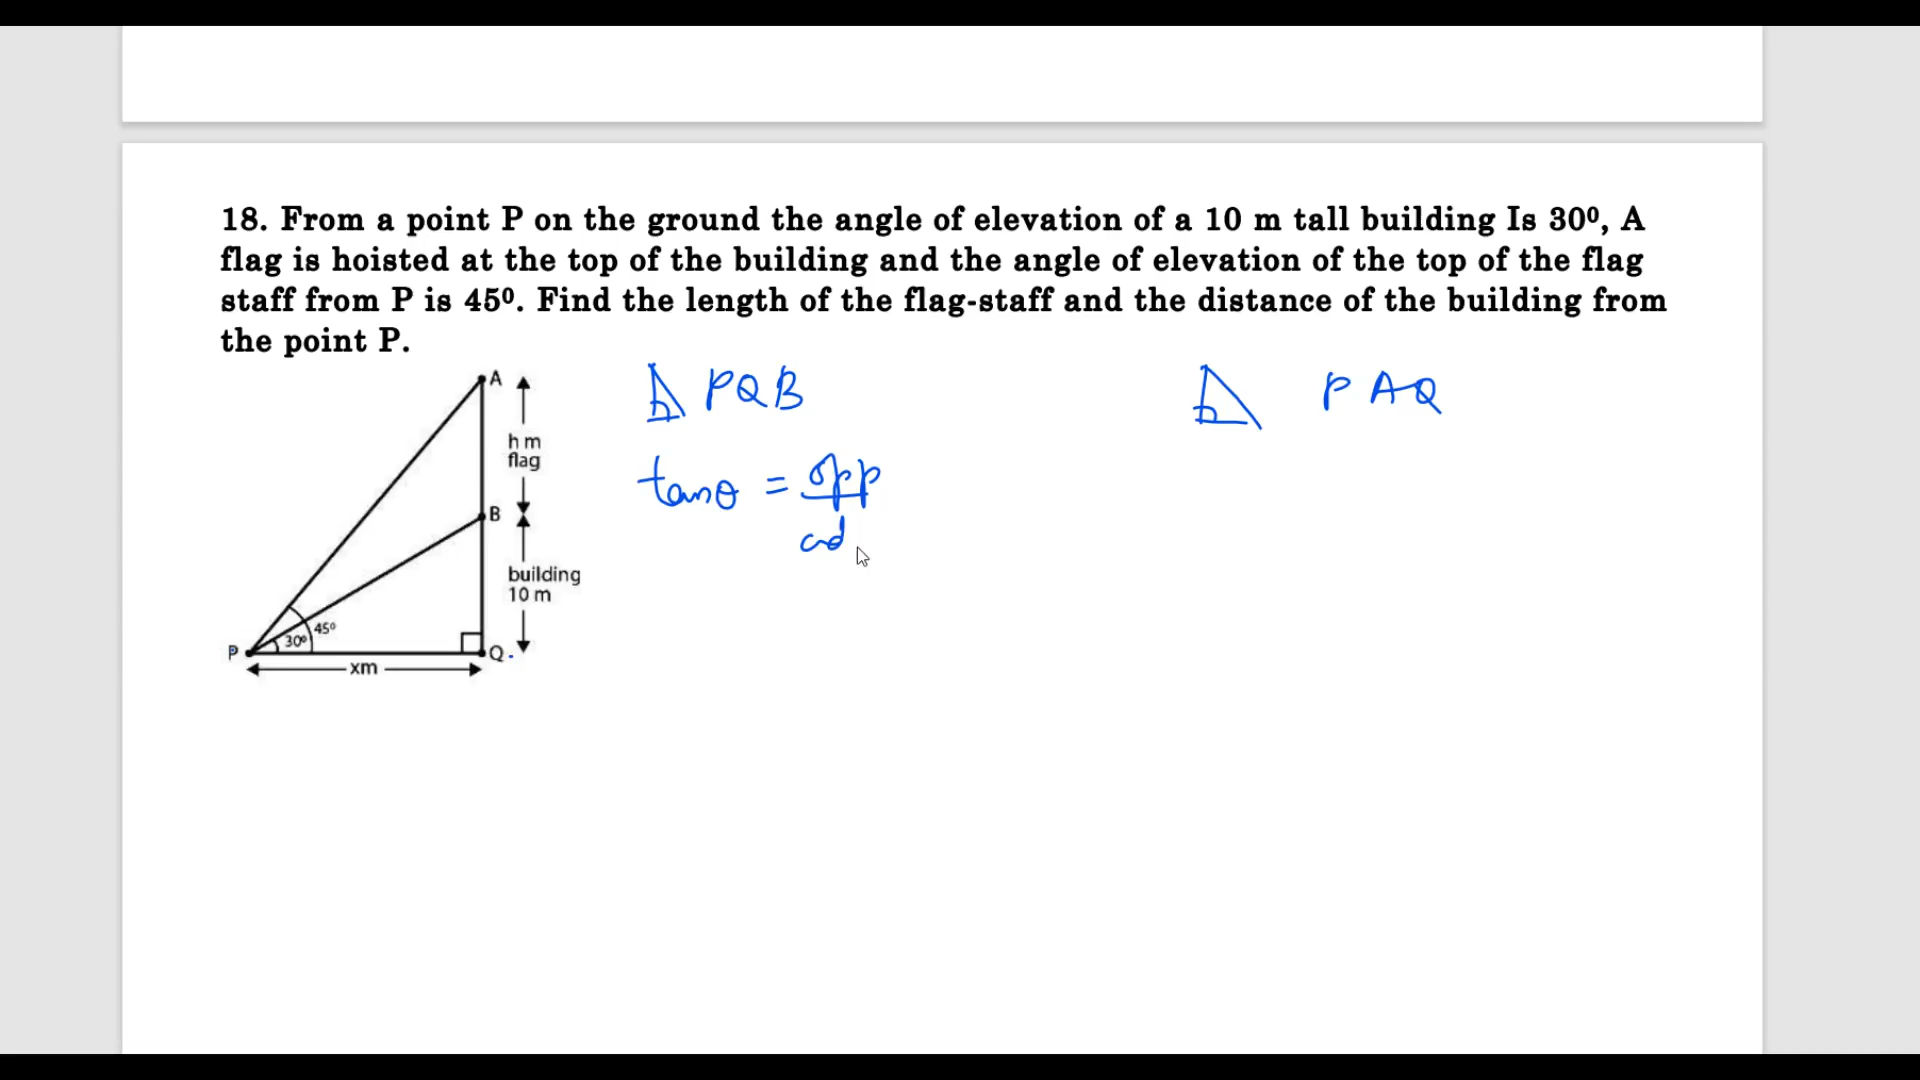 18. From a point P on the ground the angle of elevation of a 10 m tall building Is 30⁰, A
flag is hoisted at the top of the building and the angle of elevation of the top of the flag
staff from P is 45⁰. Find the length of the flag-staff and the distance of the building from
the point P.
A
h m
flag
B
building
10 m
45⁰
30⁰
P
Q.
xm
PQB
tanθ = opp
ad
PAQ